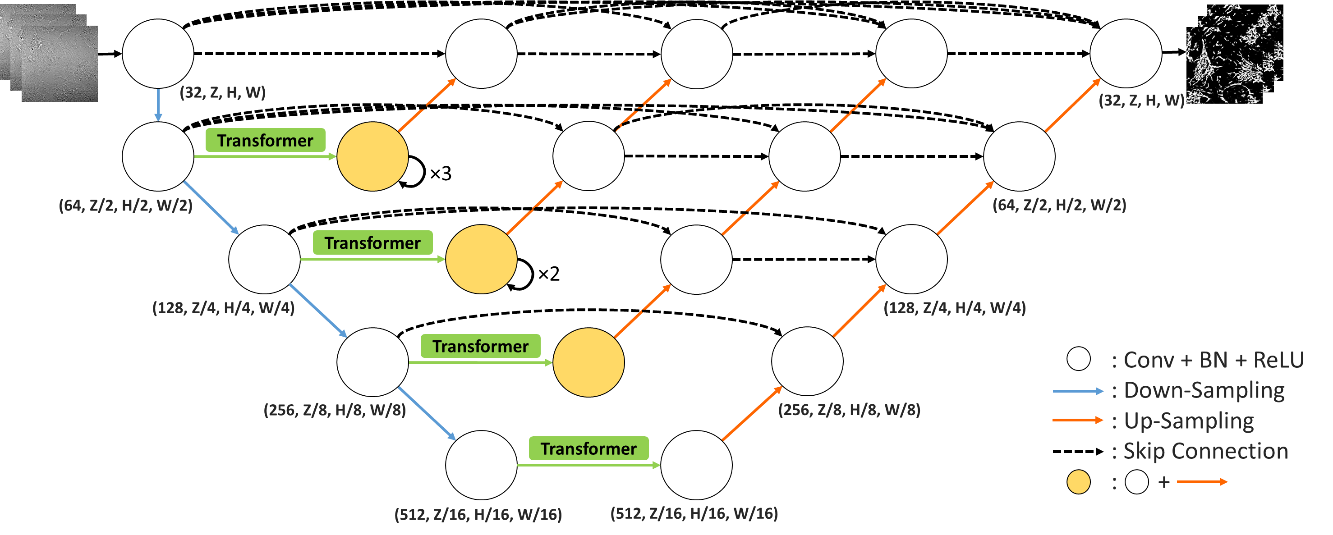 (32, Z, H, W)
(32, Z, H, W)
Transformer
×3
(64, Z/2, H/2, W/2)
(64, Z/2, H/2, W/2)
Transformer
×2
(128, Z/4, H/4, W/4)
(128, Z/4, H/4, W/4)
Transformer
(256, Z/8, H/8, W/8)
(256, Z/8, H/8, W/8)
Transformer
(512, Z/16, H/16, W/16)
(512, Z/16, H/16, W/16)
: Conv + BN + ReLU
: Down-Sampling
: Up-Sampling
: Skip Connection
: +